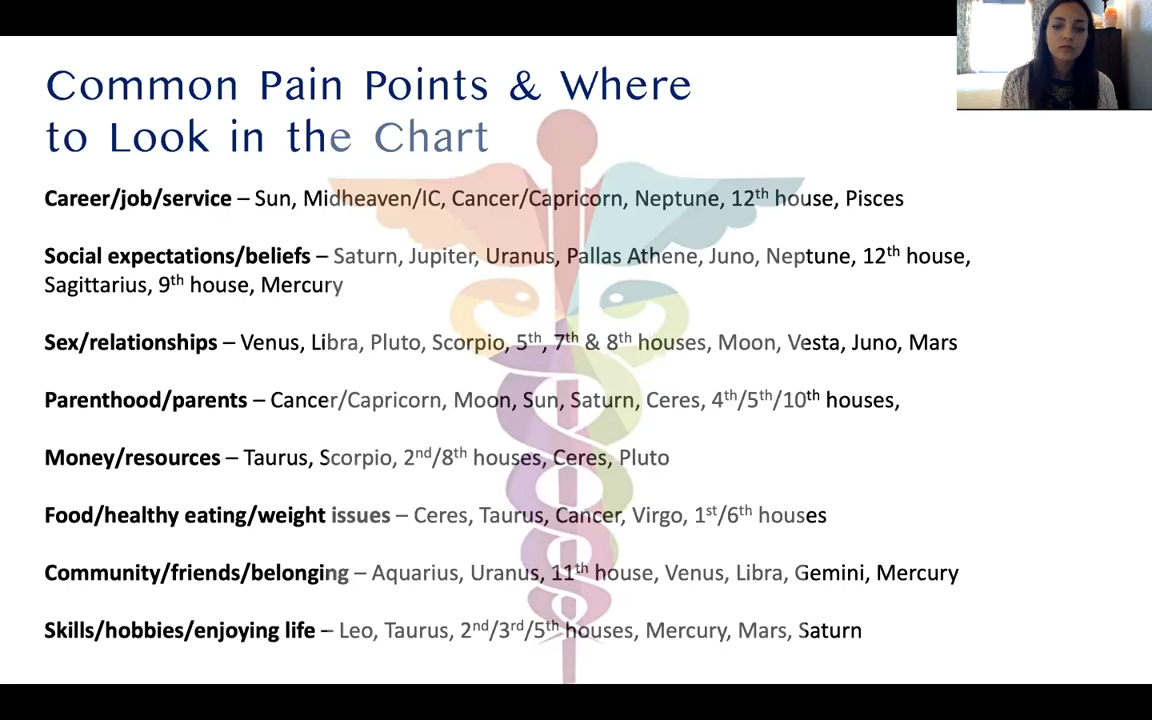 Common Pain Points & Where
to Look in the Chart
Career/job/service – Sun, Midheaven/IC, Cancer/Capricorn, Neptune, 12th house, Pisces
Social expectations/beliefs – Saturn, Jupiter, Uranus, Pallas Athene, Juno, Neptune, 12th house,
Sagittarius, 9th house, Mercury
Sex/relationships – Venus, Libra, Pluto, Scorpio, 5th, 7th & 8th houses, Moon, Vesta, Juno, Mars
Parenthood/parents – Cancer/Capricorn, Moon, Sun, Saturn, Ceres, 4th/5th/10th houses,
Money/resources – Taurus, Scorpio, 2nd/8th houses, Ceres, Pluto
Food/healthy eating/weight issues – Ceres, Taurus, Cancer, Virgo, 1st/6th houses
Community/friends/belonging – Aquarius, Uranus, 11th house, Venus, Libra, Gemini, Mercury
Skills/hobbies/enjoying life – Leo, Taurus, 2nd/3rd/5th houses, Mercury, Mars, Saturn